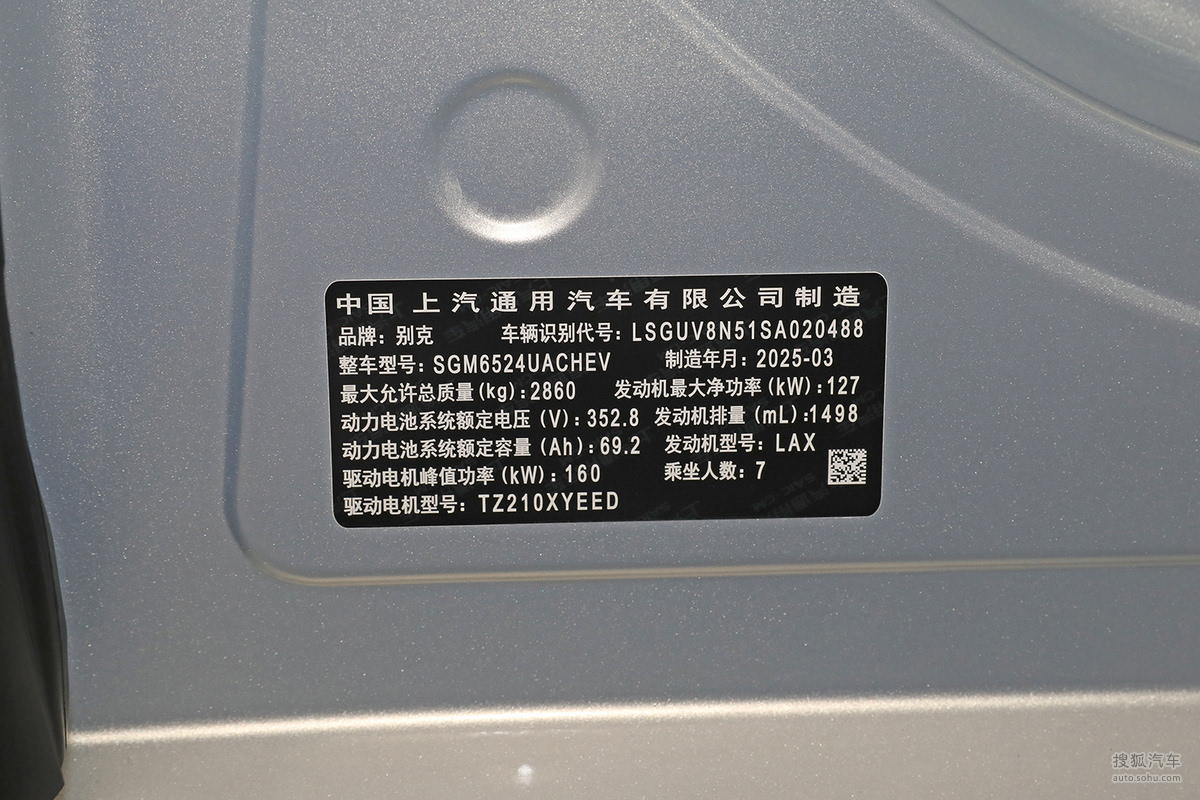 中国 上汽通用汽车有限公司制造
品牌：别克 车辆识别代号：LSGUV8N51SA020488
整车型号：SGM6524UACHEV 制造年月：2025-03
最大允许总质量(kg)：2860 发动机最大净功率(kW)：127
动力电池系统额定电压(V)：352.8 发动机排量(mL)：1498
动力电池系统额定容量(Ah)：69.2 发动机型号：LAX
驱动电机峰值功率(kW)：160 乘坐人数：7
驱动电机型号：TZ210XYEED
搜狐汽车
auto.sohu.com